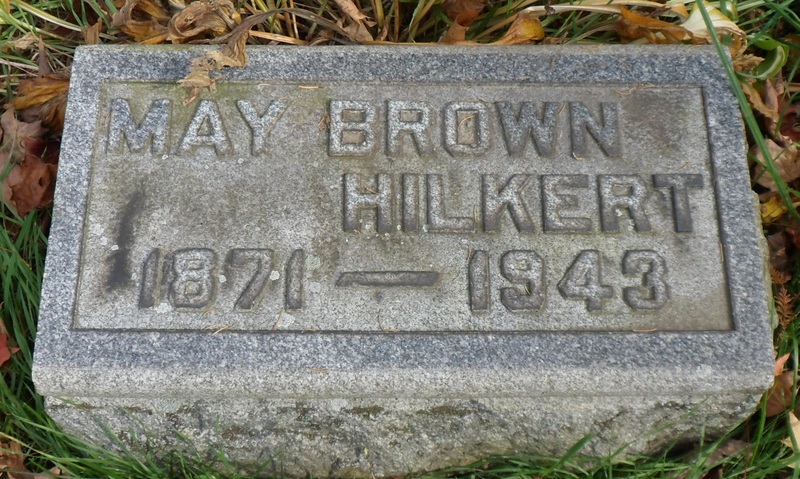 MAY BROWN
HILKERT
1871 — 1943